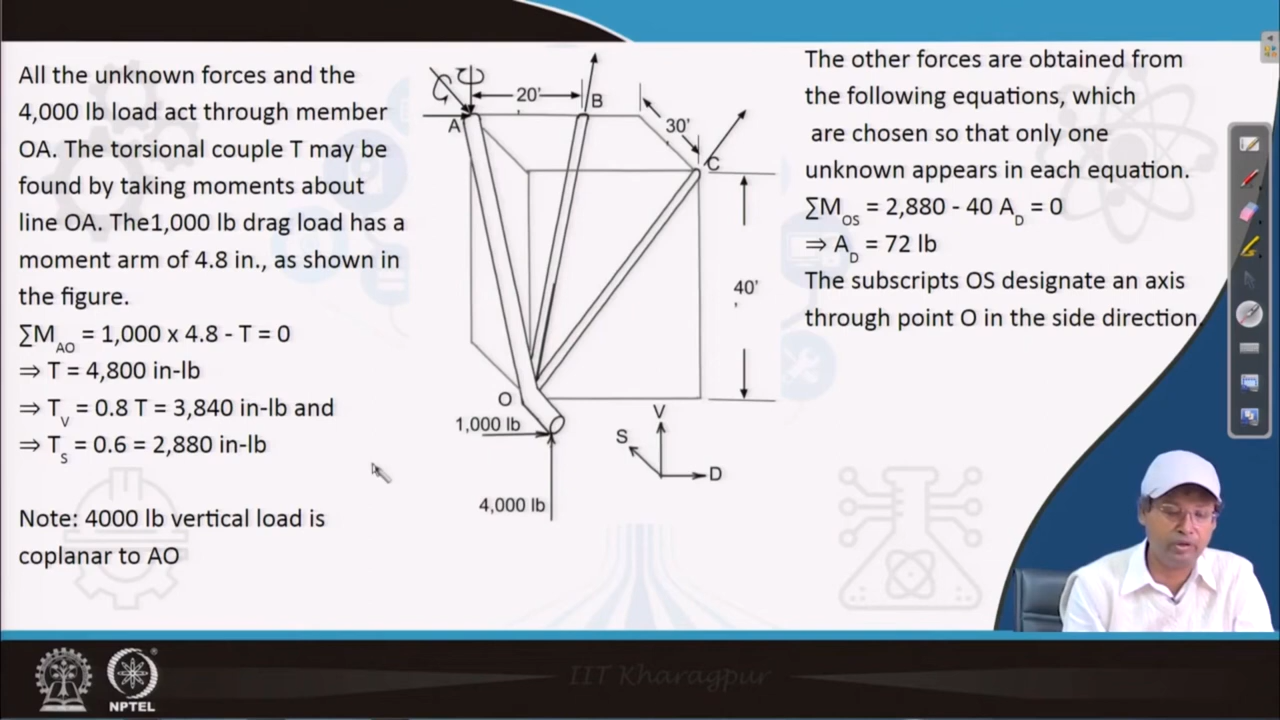 All the unknown forces and the
4,000 lb load act through member
OA. The torsional couple T may be
found by taking moments about
line OA. The1,000 lb drag load has a
moment arm of 4.8 in., as shown in
the figure.
∑M_AO = 1,000 x 4.8 - T = 0
⇒ T = 4,800 in-lb
⇒ T_V = 0.8 T = 3,840 in-lb and
⇒ T_S = 0.6 = 2,880 in-lb
Note: 4000 lb vertical load is
coplanar to AO
20'
A
B
30'
C
40'
O
1,000 lb
4,000 lb
V
S
D
The other forces are obtained from
the following equations, which
are chosen so that only one
unknown appears in each equation.
∑M_OS = 2,880 - 40 A_D = 0
⇒ A_D = 72 lb
The subscripts OS designate an axis
through point O in the side direction.
IIT Kharagpur
NPTEL